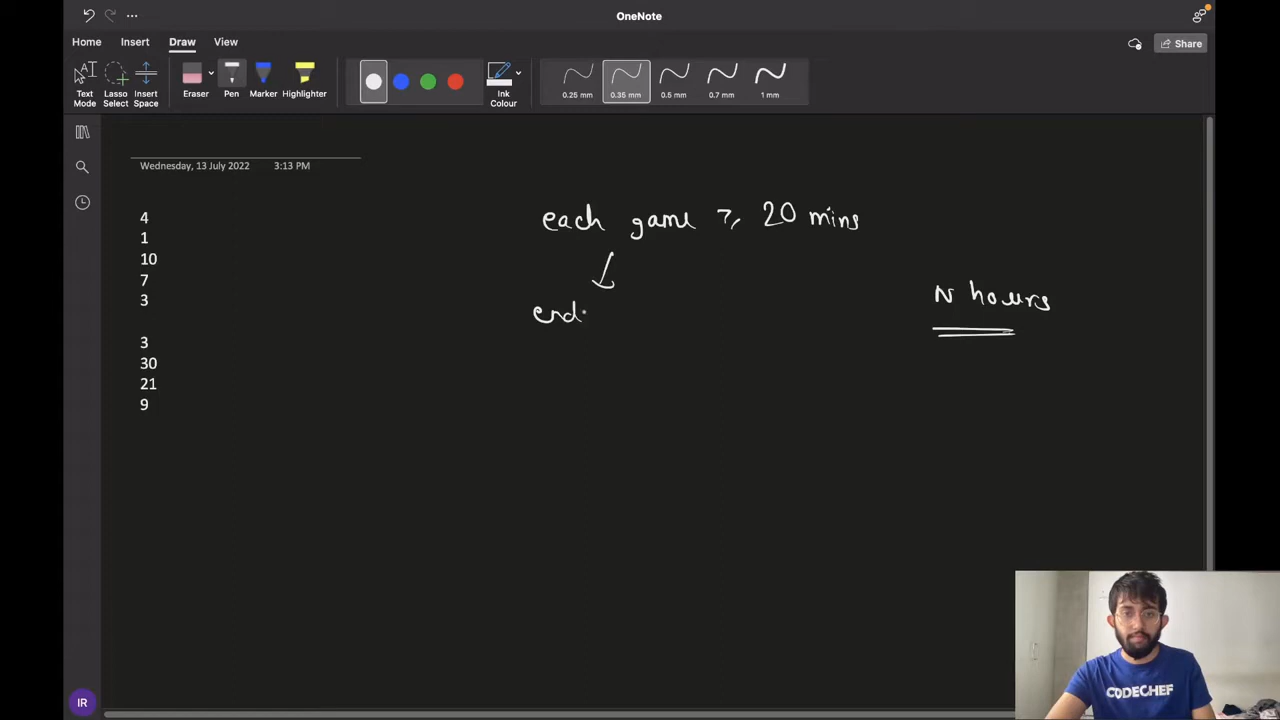 OneNote
Home Insert Draw View
Share
Text Mode
Lasso Select
Insert Space
Eraser
Pen
Marker
Highlighter
Ink Colour
0.25 mm
0.35 mm
0.5 mm
0.7 mm
1 mm
Wednesday, 13 July 2022 3:13 PM
4
1
10
7
3
3
30
21
9
each game ⩾ 20 mins
end
N hours
IR
CODECHEF